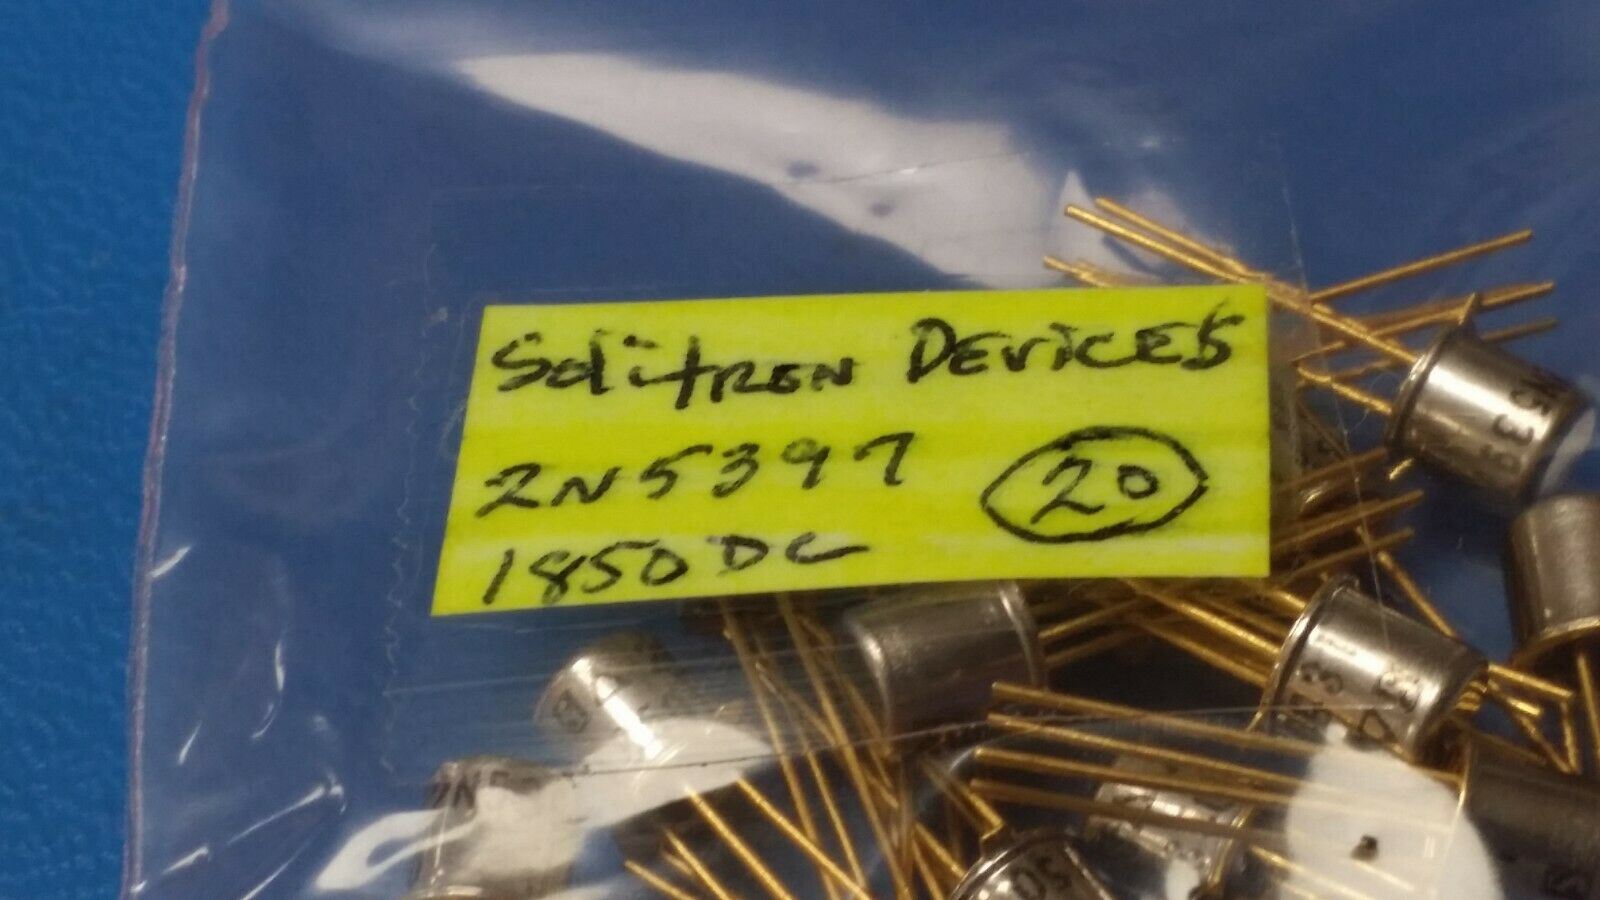 Solitron Devices
2N5397
20
1850DC